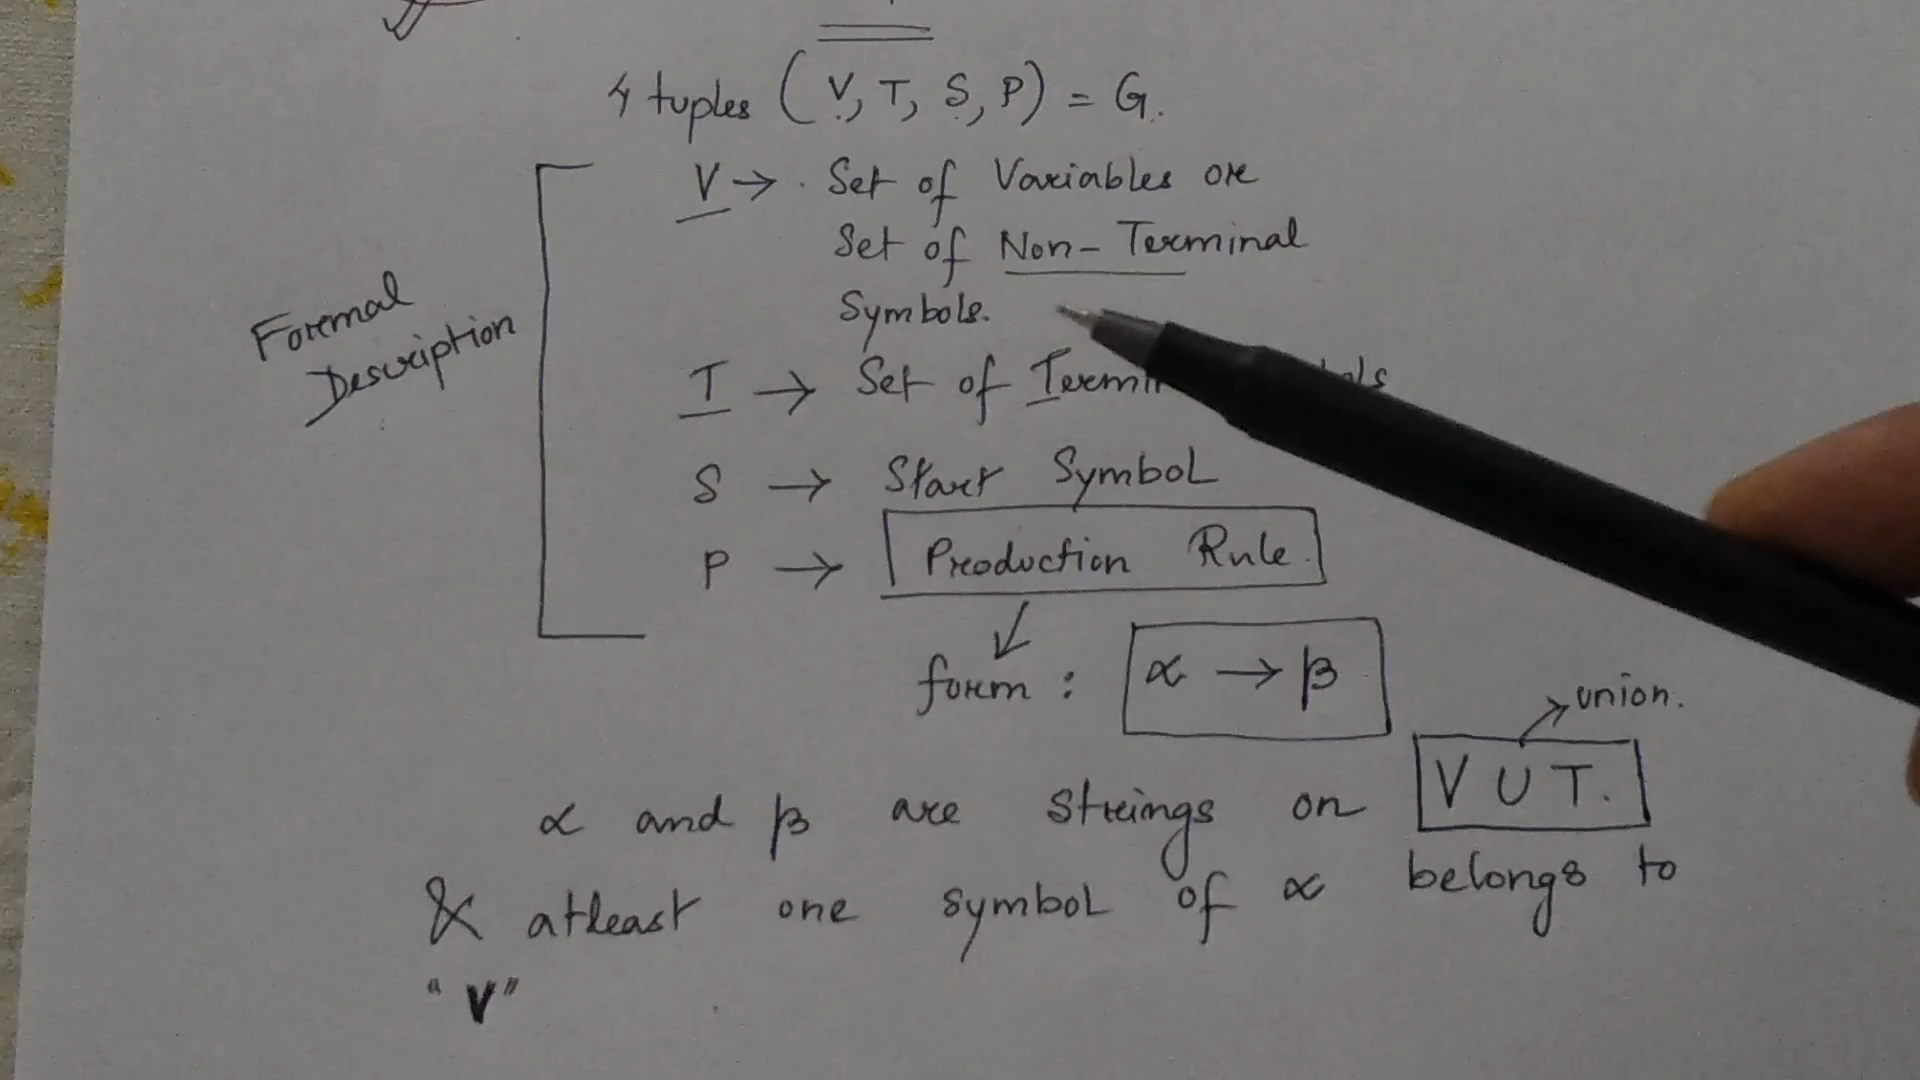 4 tuples (V, T, S, P) = G.
V → . Set of Variables or
Set of Non-Terminal
Symbols.
Formal
Description
T → Set of
S → Start Symbol
P → Production Rule.
form : α → β
union.
α and β are strings on V U T.
& atleast one symbol of α belongs to
"V"